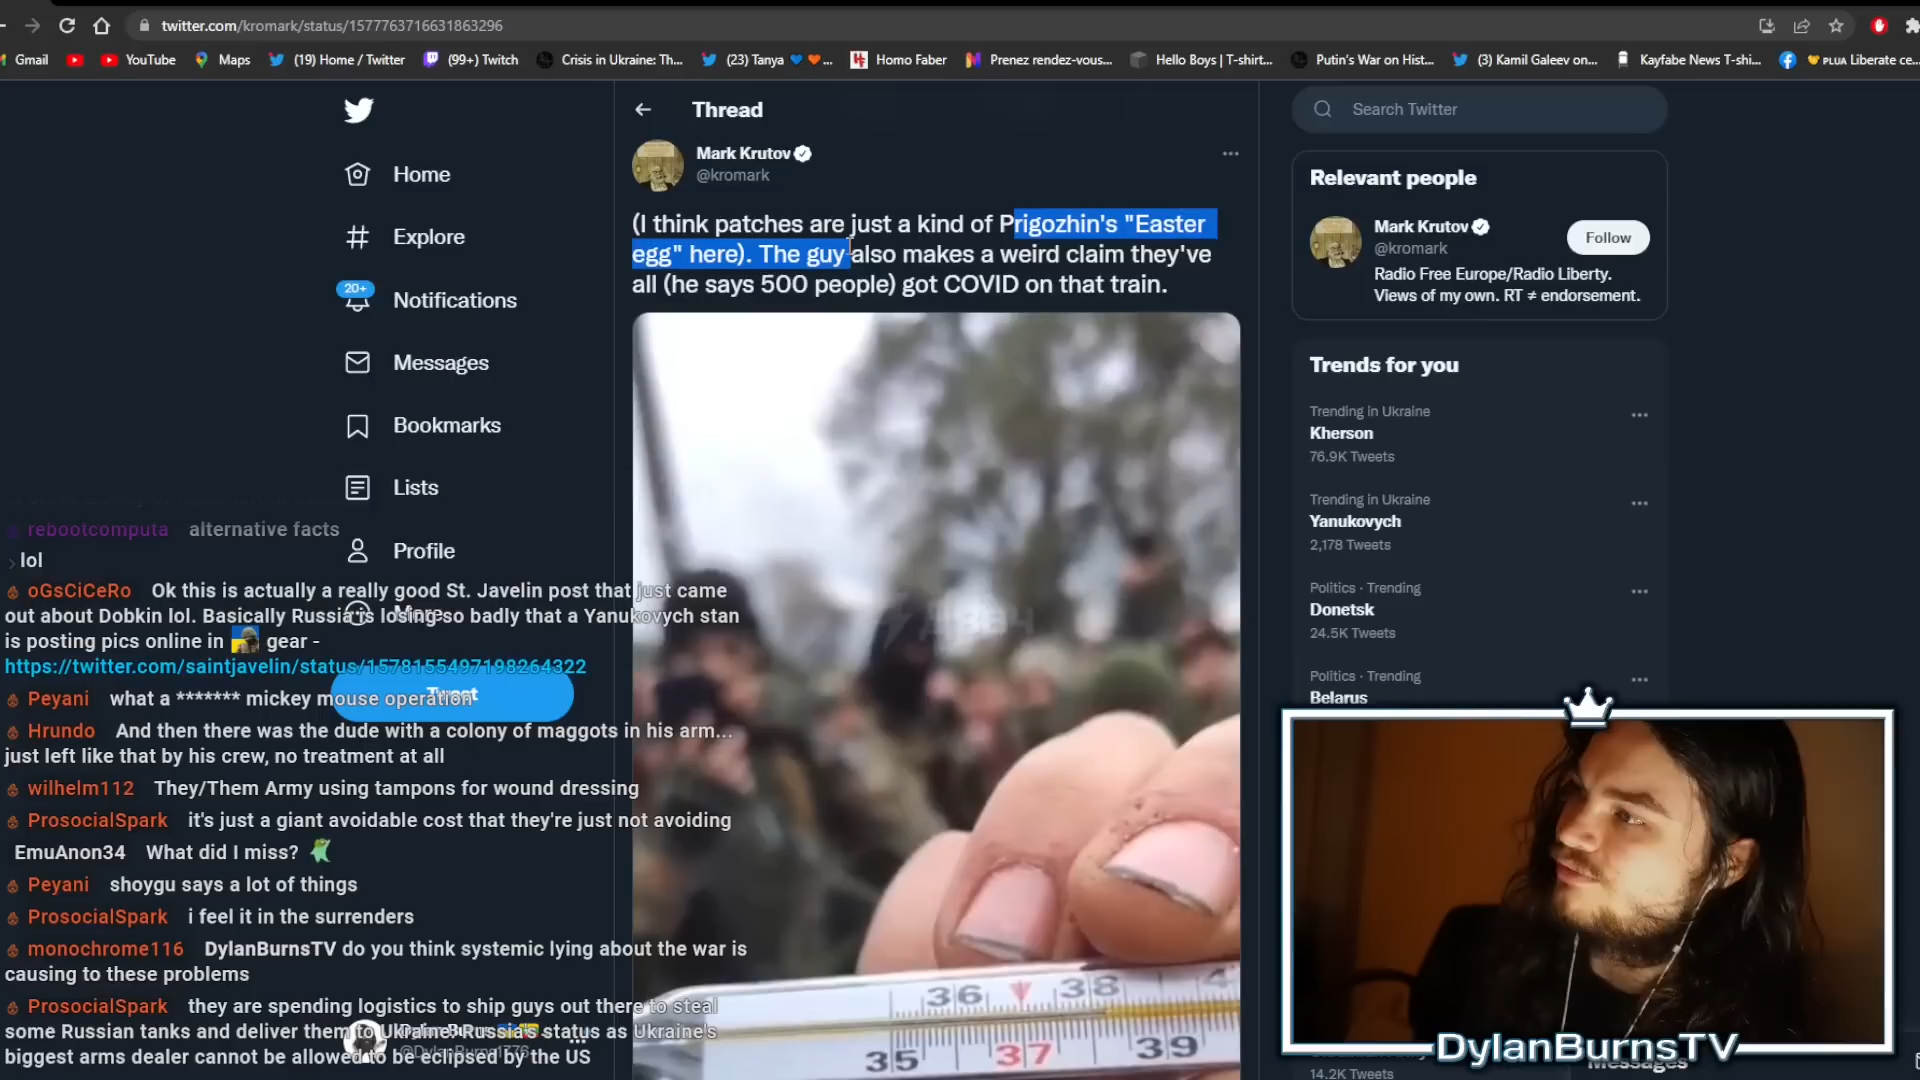 twitter.com/kromark/status/1577763716631863296
Gmail YouTube Maps (19) Home / Twitter (99+) Twitch Crisis in Ukraine: Th... (23) Tanya 💙🧡... Homo Faber Prenez rendez-vous... Hello Boys | T-shirt... Putin's War on Hist... (3) Kamil Galeev on... Kayfabe News T-shi... PLUA Liberate ce...
Thread
Search Twitter
Mark Krutov
@kromark
(I think patches are just a kind of Prigozhin's "Easter
egg" here). The guy also makes a weird claim they've
all (he says 500 people) got COVID on that train.
Home
Explore
20+
Notifications
Messages
Bookmarks
Lists
Profile
More
Tweet
Relevant people
Mark Krutov
@kromark
Follow
Radio Free Europe/Radio Liberty.
Views of my own. RT ≠ endorsement.
Trends for you
Trending in Ukraine
Kherson
76.9K Tweets
Trending in Ukraine
Yanukovych
2,178 Tweets
Politics · Trending
Donetsk
24.5K Tweets
Politics · Trending
Belarus
14.2K Tweets
Messages
rebootcomputa alternative facts
lol
oGsCiCeRo Ok this is actually a really good St. Javelin post that just came
out about Dobkin lol. Basically Russia is losing so badly that a Yanukovych stan
is posting pics online in gear -
https://twitter.com/saintjavelin/status/1578155497198264322
Peyani what a ******* mickey mouse operation
Hrundo And then there was the dude with a colony of maggots in his arm...
just left like that by his crew, no treatment at all
wilhelm112 They/Them Army using tampons for wound dressing
ProsocialSpark it's just a giant avoidable cost that they're just not avoiding
EmuAnon34 What did I miss?
Peyani shoygu says a lot of things
ProsocialSpark i feel it in the surrenders
monochrome116 DylanBurnsTV do you think systemic lying about the war is
causing to these problems
ProsocialSpark they are spending logistics to ship guys out there to steal
some Russian tanks and deliver them to Ukraine. Russia's status as Ukraine's
biggest arms dealer cannot be allowed to be eclipsed by the US
Двач
36 38 4
35 37 39
DylanBurnsTV